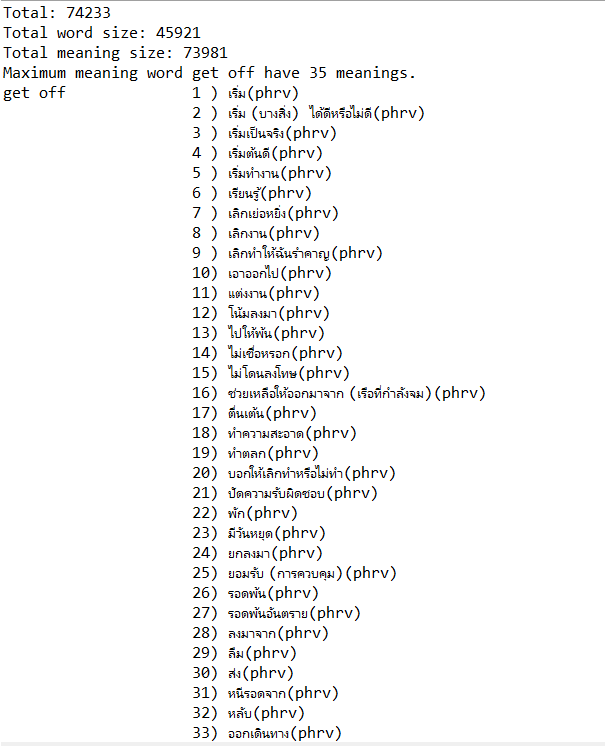 Total: 74233
Total word size: 45921
Total meaning size: 73981
Maximum meaning word get off have 35 meanings.
get off 1 ) เริ่ม(phrv)
2 ) เริ่ม (บางสิ่ง) ได้ดีหรือไม่ดี(phrv)
3 ) เริ่มเป็นจริง(phrv)
4 ) เริ่มต้นดี(phrv)
5 ) เริ่มทำงาน(phrv)
6 ) เรียนรู้(phrv)
7 ) เลิกเย่อหยิ่ง(phrv)
8 ) เลิกงาน(phrv)
9 ) เลิกทำให้ฉันรำคาญ(phrv)
10) เอาออกไป(phrv)
11) แต่งงาน(phrv)
12) โน้มลงมา(phrv)
13) ไปให้พ้น(phrv)
14) ไม่เชื่อหรอก(phrv)
15) ไม่โดนลงโทษ(phrv)
16) ช่วยเหลือให้ออกมาจาก (เรือที่กำลังจม)(phrv)
17) ตื่นเต้น(phrv)
18) ทำความสะอาด(phrv)
19) ทำตลก(phrv)
20) บอกให้เลิกทำหรือไม่ทำ(phrv)
21) ปัดความรับผิดชอบ(phrv)
22) พัก(phrv)
23) มีวันหยุด(phrv)
24) ยกลงมา(phrv)
25) ยอมรับ (การควบคุม)(phrv)
26) รอดพ้น(phrv)
27) รอดพ้นอันตราย(phrv)
28) ลงมาจาก(phrv)
29) ลืม(phrv)
30) ส่ง(phrv)
31) หนีรอดจาก(phrv)
32) หลับ(phrv)
33) ออกเดินทาง(phrv)